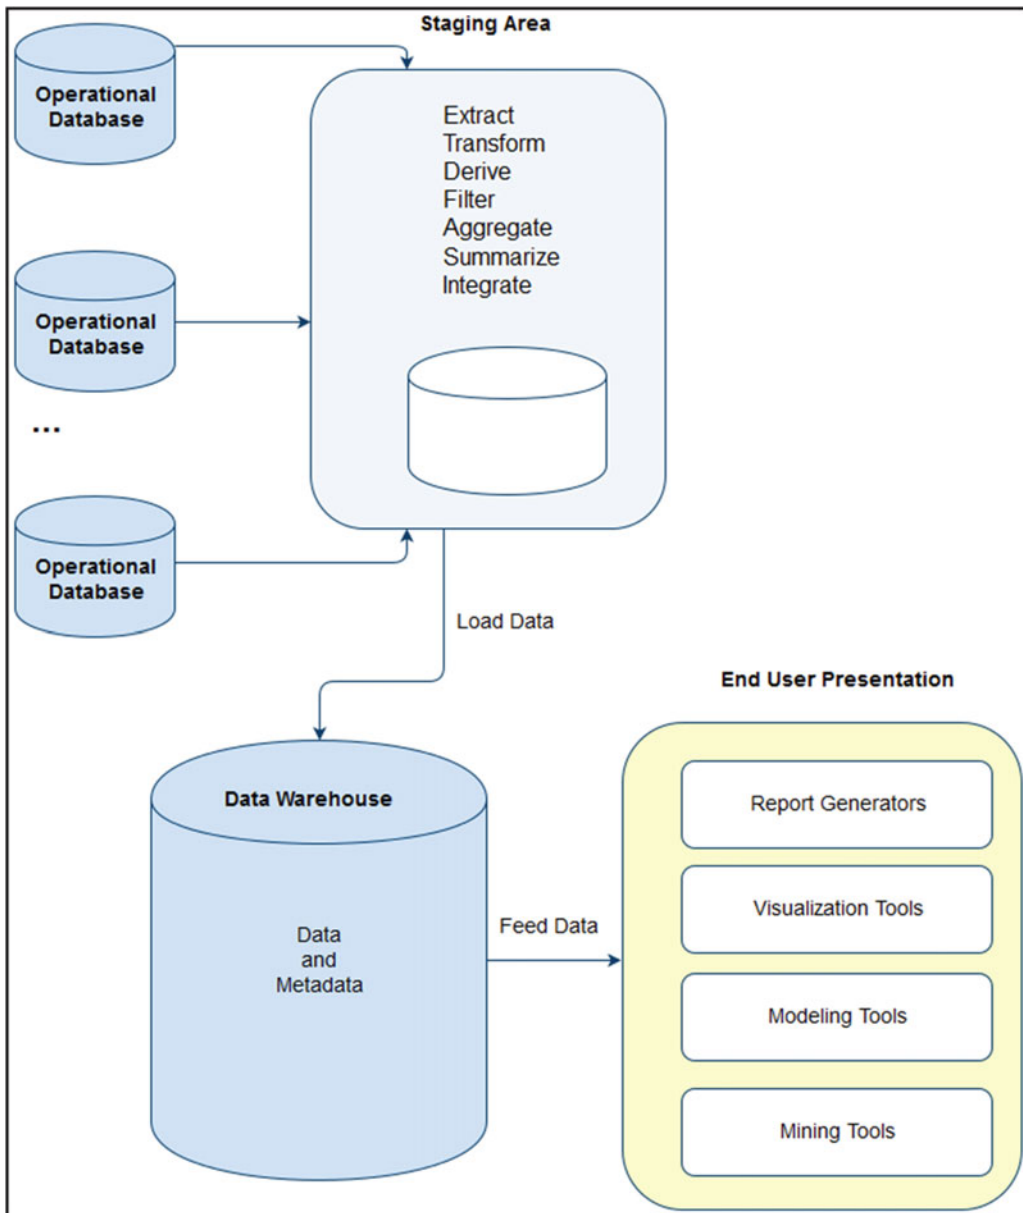 Staging Area
Operational
Database
Extract
Transform
Derive
Filter
Aggregate
Summarize
Integrate
Operational
Database
...
Operational
Database
Load Data
End User Presentation
Data Warehouse
Report Generators
Visualization Tools
Feed Data
Data
and
Metadata
Modeling Tools
Mining Tools